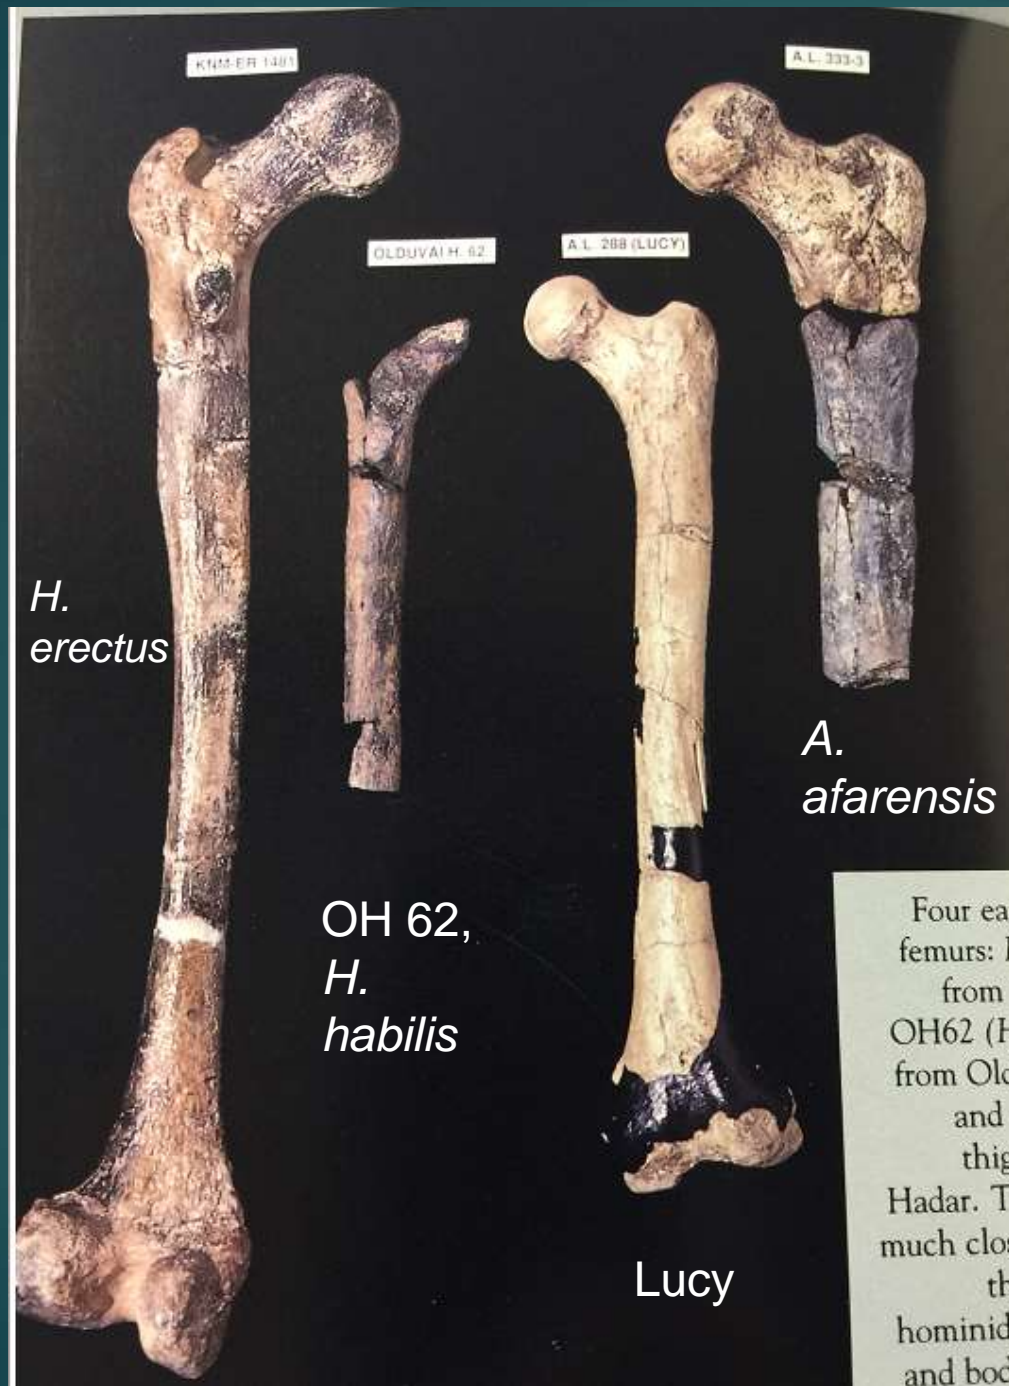 KNM-ER 1481
A.L. 333-3
OLDUVAI H. 62
A.L. 288 (LUCY)
H.
erectus
A.
afarensis
OH 62,
H.
habilis
Lucy
Four ea
femurs:
from
OH62 (H
from Old
and
thig
Hadar. T
much clos
th
hominid
and bod